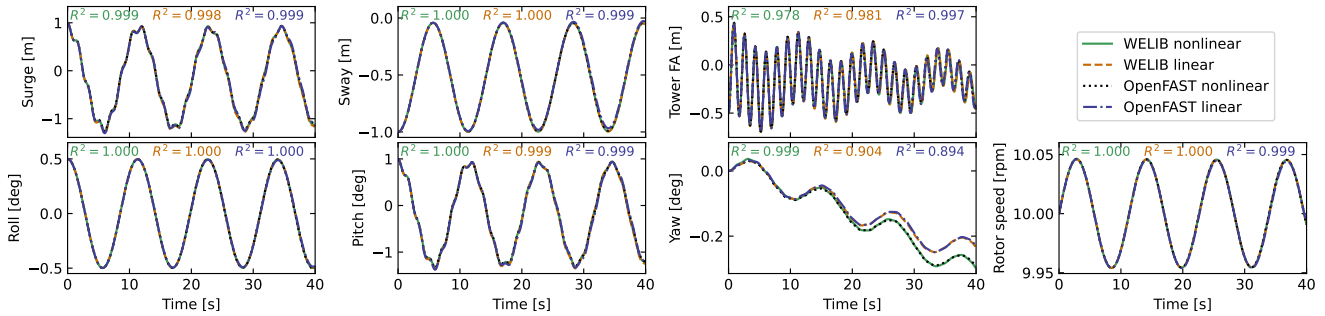 R² = 0.999 R² = 0.998 R² = 0.999
Surge [m]
1
0
−1
R² = 1.000 R² = 1.000 R² = 0.999
Sway [m]
0.0
−0.5
−1.0
R² = 0.978 R² = 0.981 R² = 0.997
Tower FA [m]
0.5
0.0
−0.5
WELIB nonlinear
WELIB linear
OpenFAST nonlinear
OpenFAST linear
R² = 1.000 R² = 1.000 R² = 1.000
Roll [deg]
0.5
0.0
−0.5
0 10 20 30 40
Time [s]
R² = 1.000 R² = 0.999 R² = 0.999
Pitch [deg]
1
0
−1
0 10 20 30 40
Time [s]
R² = 0.999 R² = 0.904 R² = 0.894
Yaw [deg]
0.0
−0.2
0 10 20 30 40
Time [s]
R² = 1.000 R² = 1.000 R² = 0.999
Rotor speed [rpm]
10.05
10.00
9.95
0 10 20 30 40
Time [s]